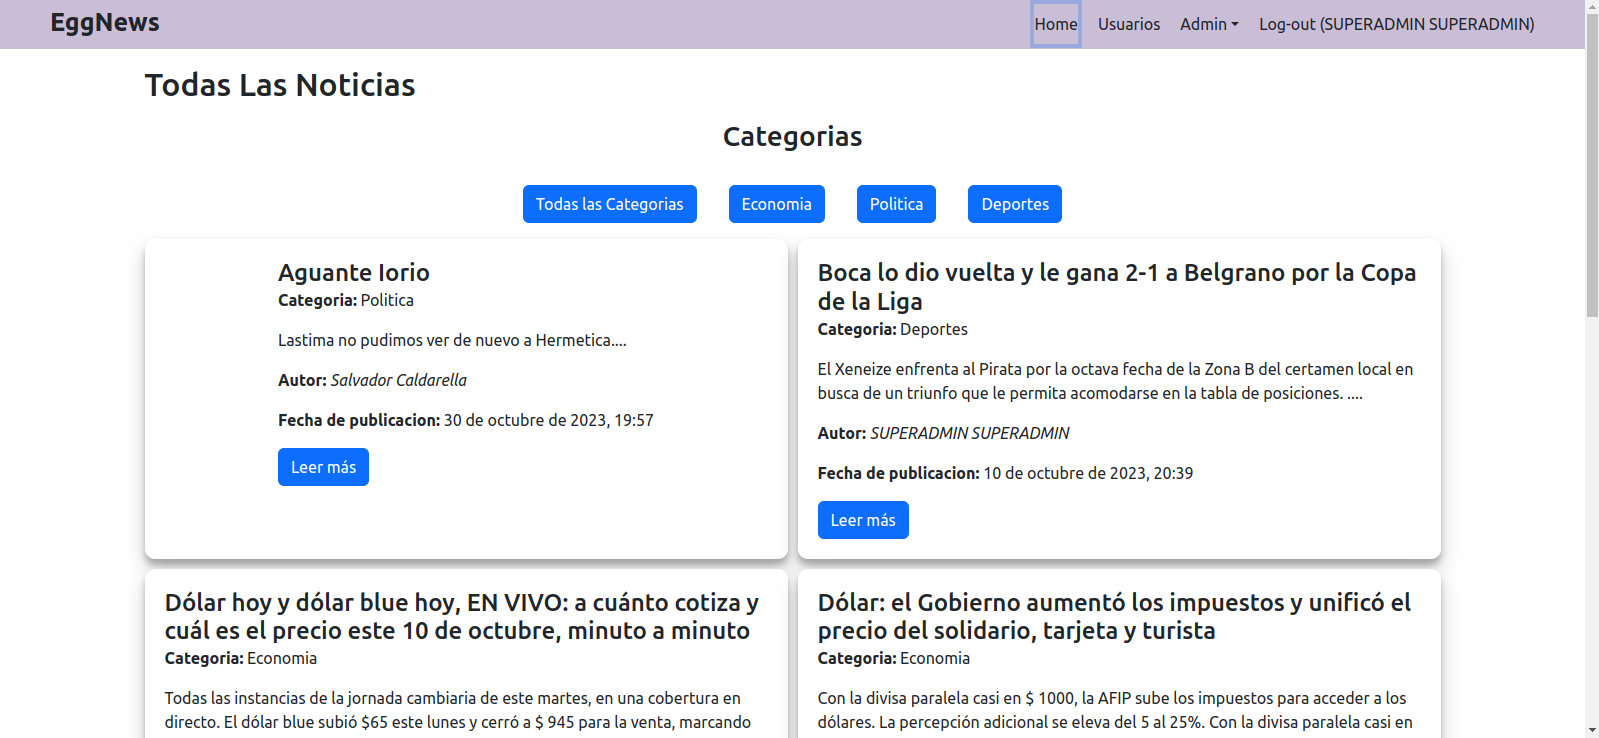 EggNews
Home Usuarios Admin Log-out (SUPERADMIN SUPERADMIN)
Todas Las Noticias
Categorias
Todas las Categorias Economia Politica Deportes
Aguante Iorio
Categoria: Politica
Lastima no pudimos ver de nuevo a Hermetica....
Autor: Salvador Caldarella
Fecha de publicacion: 30 de octubre de 2023, 19:57
Leer más
Boca lo dio vuelta y le gana 2-1 a Belgrano por la Copa
de la Liga
Categoria: Deportes
El Xeneize enfrenta al Pirata por la octava fecha de la Zona B del certamen local en
busca de un triunfo que le permita acomodarse en la tabla de posiciones. ....
Autor: SUPERADMIN SUPERADMIN
Fecha de publicacion: 10 de octubre de 2023, 20:39
Leer más
Dólar hoy y dólar blue hoy, EN VIVO: a cuánto cotiza y
cuál es el precio este 10 de octubre, minuto a minuto
Categoria: Economia
Todas las instancias de la jornada cambiaria de este martes, en una cobertura en
directo. El dólar blue subió $65 este lunes y cerró a $ 945 para la venta, marcando
Dólar: el Gobierno aumentó los impuestos y unificó el
precio del solidario, tarjeta y turista
Categoria: Economia
Con la divisa paralela casi en $ 1000, la AFIP sube los impuestos para acceder a los
dólares. La percepción adicional se eleva del 5 al 25%. Con la divisa paralela casi en